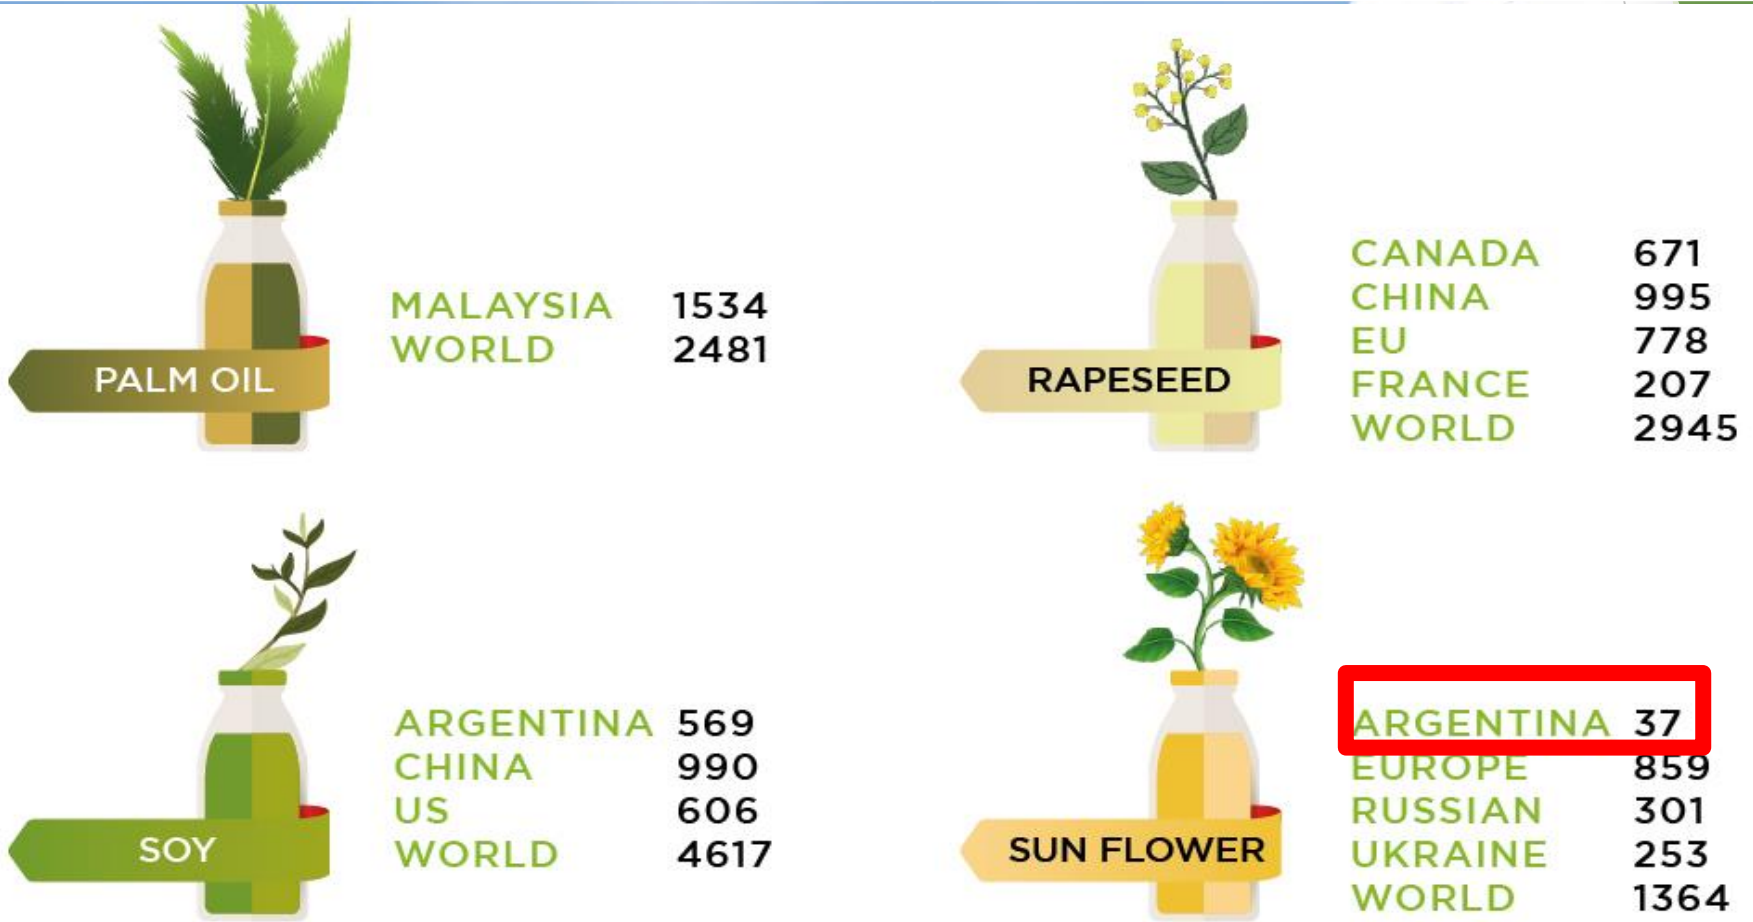 MALAYSIA 1534
WORLD 2481
PALM OIL
CANADA 671
CHINA 995
EU 778
FRANCE 207
WORLD 2945
RAPESEED
ARGENTINA 569
CHINA 990
US 606
WORLD 4617
SOY
ARGENTINA 37
EUROPE 859
RUSSIAN 301
UKRAINE 253
WORLD 1364
SUN FLOWER